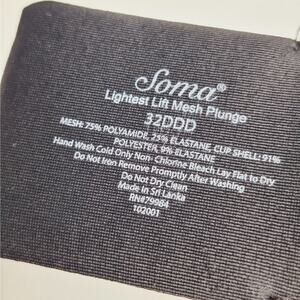 Soma®
Lightest Lift Mesh Plunge
32DDD
MESH: 75% POLYAMIDE, 25% ELASTANE, CUP SHELL: 91%
POLYESTER, 9% ELASTANE
Hand Wash Cold Only Non- Chlorine Bleach Lay Flat to Dry
Do Not Iron Remove Promptly After Washing
Do Not Dry Clean
Made In Sri Lanka
RN#79984
102001